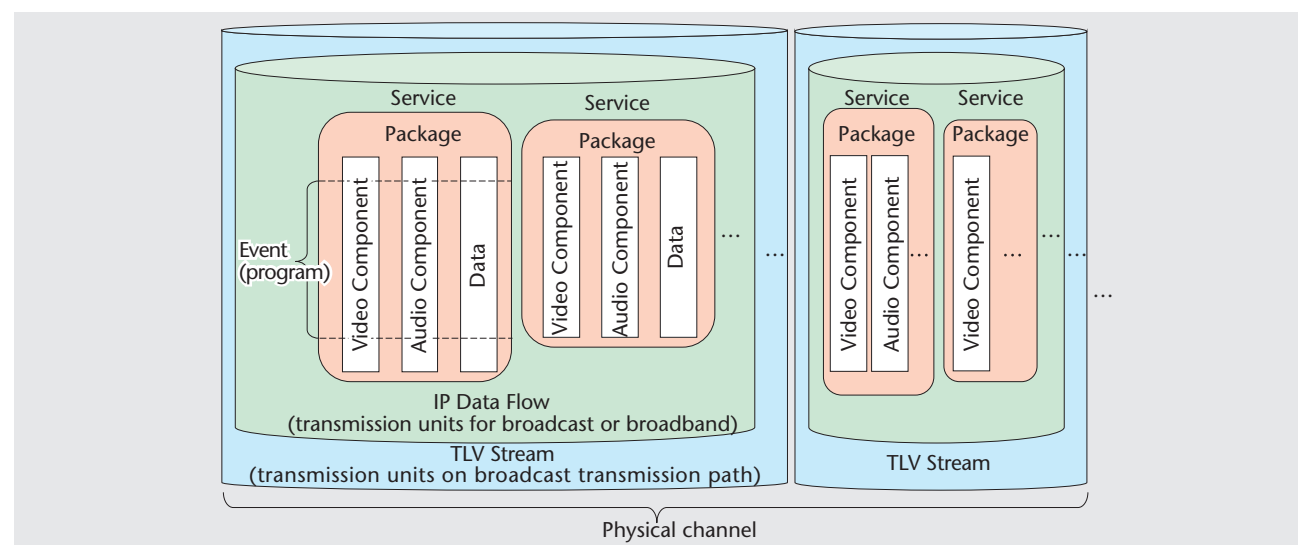 Service
Package
Video Component
Audio Component
Data
Event
(program)
Service
Package
Video Component
Audio Component
Data
...
...
IP Data Flow
(transmission units for broadcast or broadband)
TLV Stream
(transmission units on broadcast transmission path)
Service
Package
Video Component
Audio Component
...
Service
Package
Video Component
...
...
...
TLV Stream
...
Physical channel